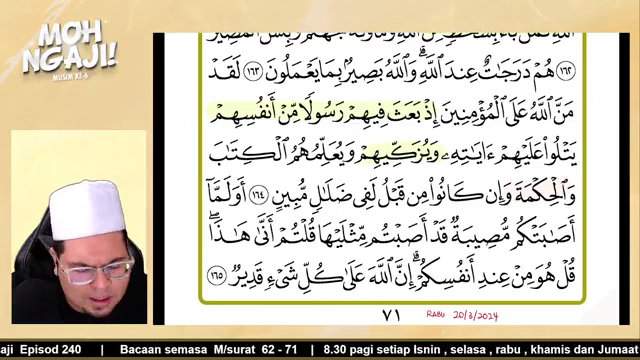 MOH
NGAJI!
MUSIM KE-6
١٦٢ هُمْ دَرَجَـٰتٌ عِندَ ٱللَّهِ ۗ وَٱللَّهُ بَصِيرٌۢ بِمَا يَعْمَلُونَ ١٦٣ لَقَدْ
مَنَّ ٱللَّهُ عَلَى ٱلْمُؤْمِنِينَ إِذْ بَعَثَ فِيهِمْ رَسُولًا مِّنْ أَنفُسِهِمْ
يَتْلُوا۟ عَلَيْهِمْ ءَايَـٰتِهِۦ وَيُزَكِّيهِمْ وَيُعَلِّمُهُمُ ٱلْكِتَـٰبَ
وَٱلْحِكْمَةَ وَإِن كَانُوا۟ مِن قَبْلُ لَفِى ضَلَـٰلٍ مُّبِينٍ ١٦٤ أَوَلَمَّآ
أَصَـٰبَتْكُم مُّصِيبَةٌ قَدْ أَصَبْتُم مِّثْلَيْهَا قُلْتُمْ أَنَّىٰ هَـٰذَا ۖ
قُلْ هُوَ مِنْ عِندِ أَنفُسِكُمْ ۗ إِنَّ ٱللَّهَ عَلَىٰ كُلِّ شَىْءٍ قَدِيرٌ ١٦٥
٧١ RABU 20/3/2024
aji Episod 240 | Bacaan semasa M/surat 62 - 71 | 8.30 pagi setiap Isnin , selasa , rabu , khamis dan Jumaat